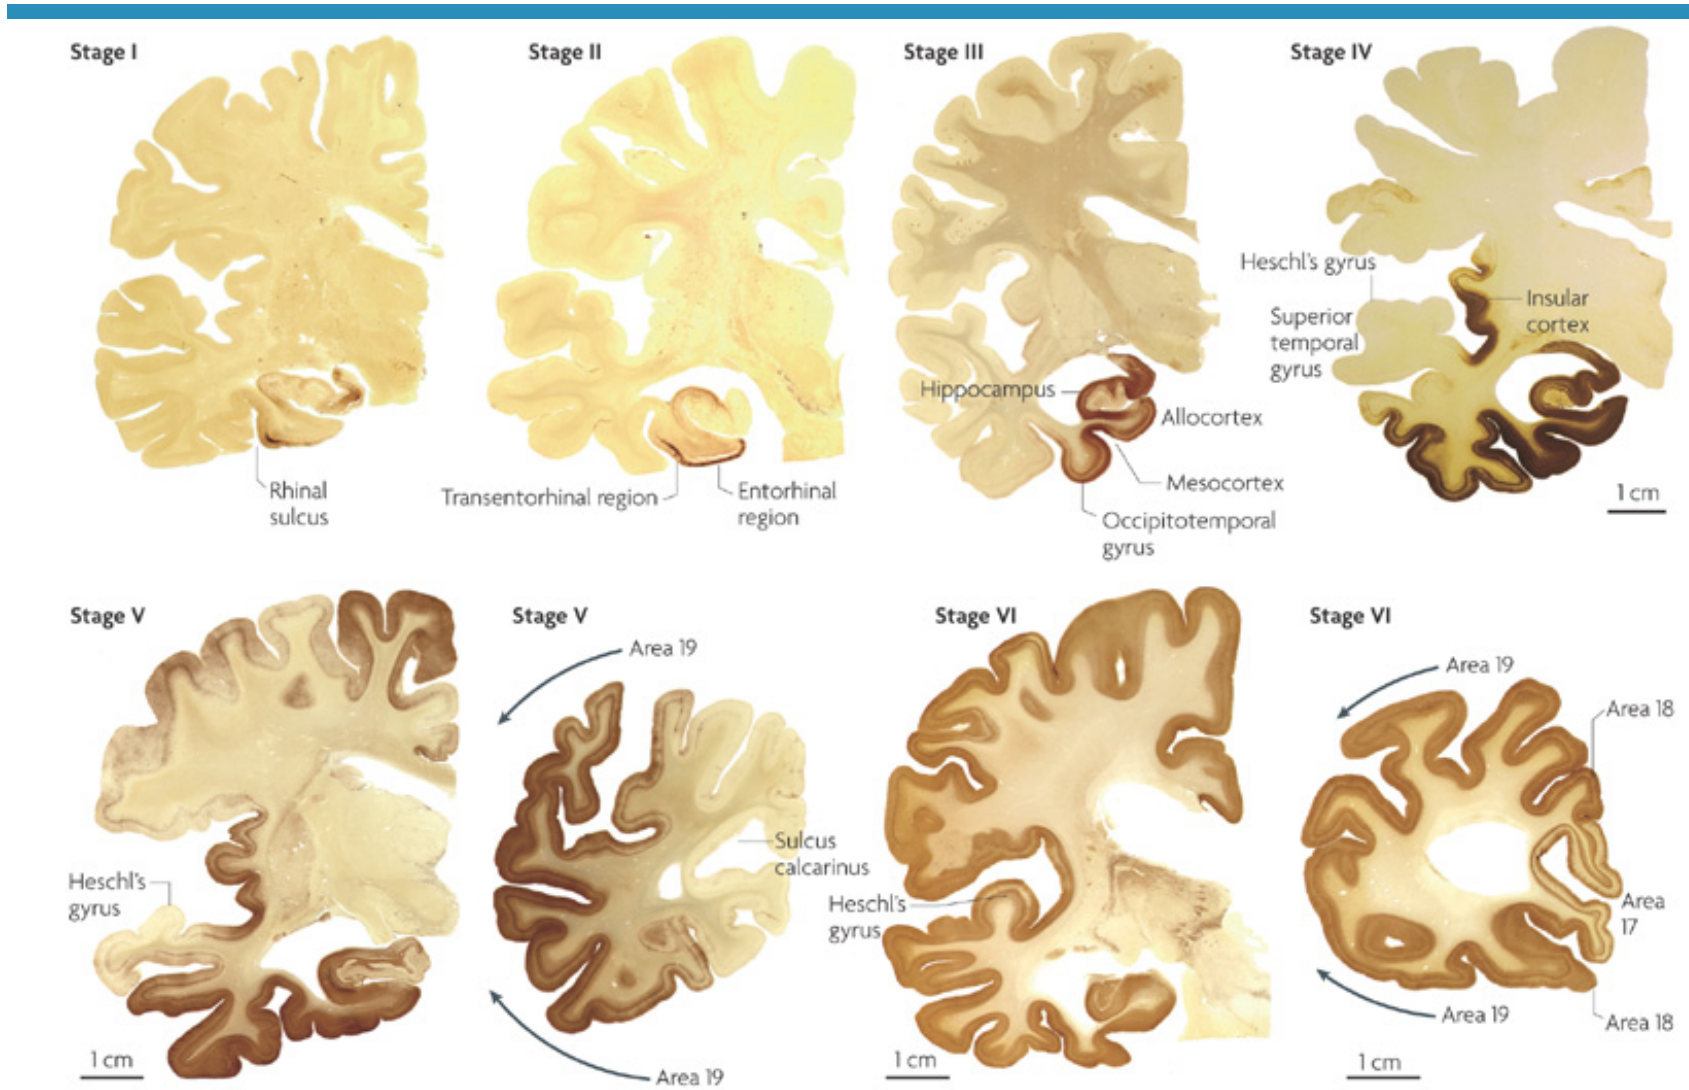 Stage I
Stage II
Stage III
Stage IV
Heschl's gyrus
Superior
temporal
gyrus
Insular
cortex
Hippocampus
Allocortex
Mesocortex
Occipitotemporal
gyrus
Rhinal
sulcus
Transentorhinal region
Entorhinal
region
1 cm
Stage V
Stage V
Area 19
Sulcus
calcarinus
Heschl's
gyrus
1 cm
Area 19
Stage VI
Stage VI
Area 19
Area 18
Heschl's
gyrus
Area
17
Area 19
Area 18
1 cm
1 cm